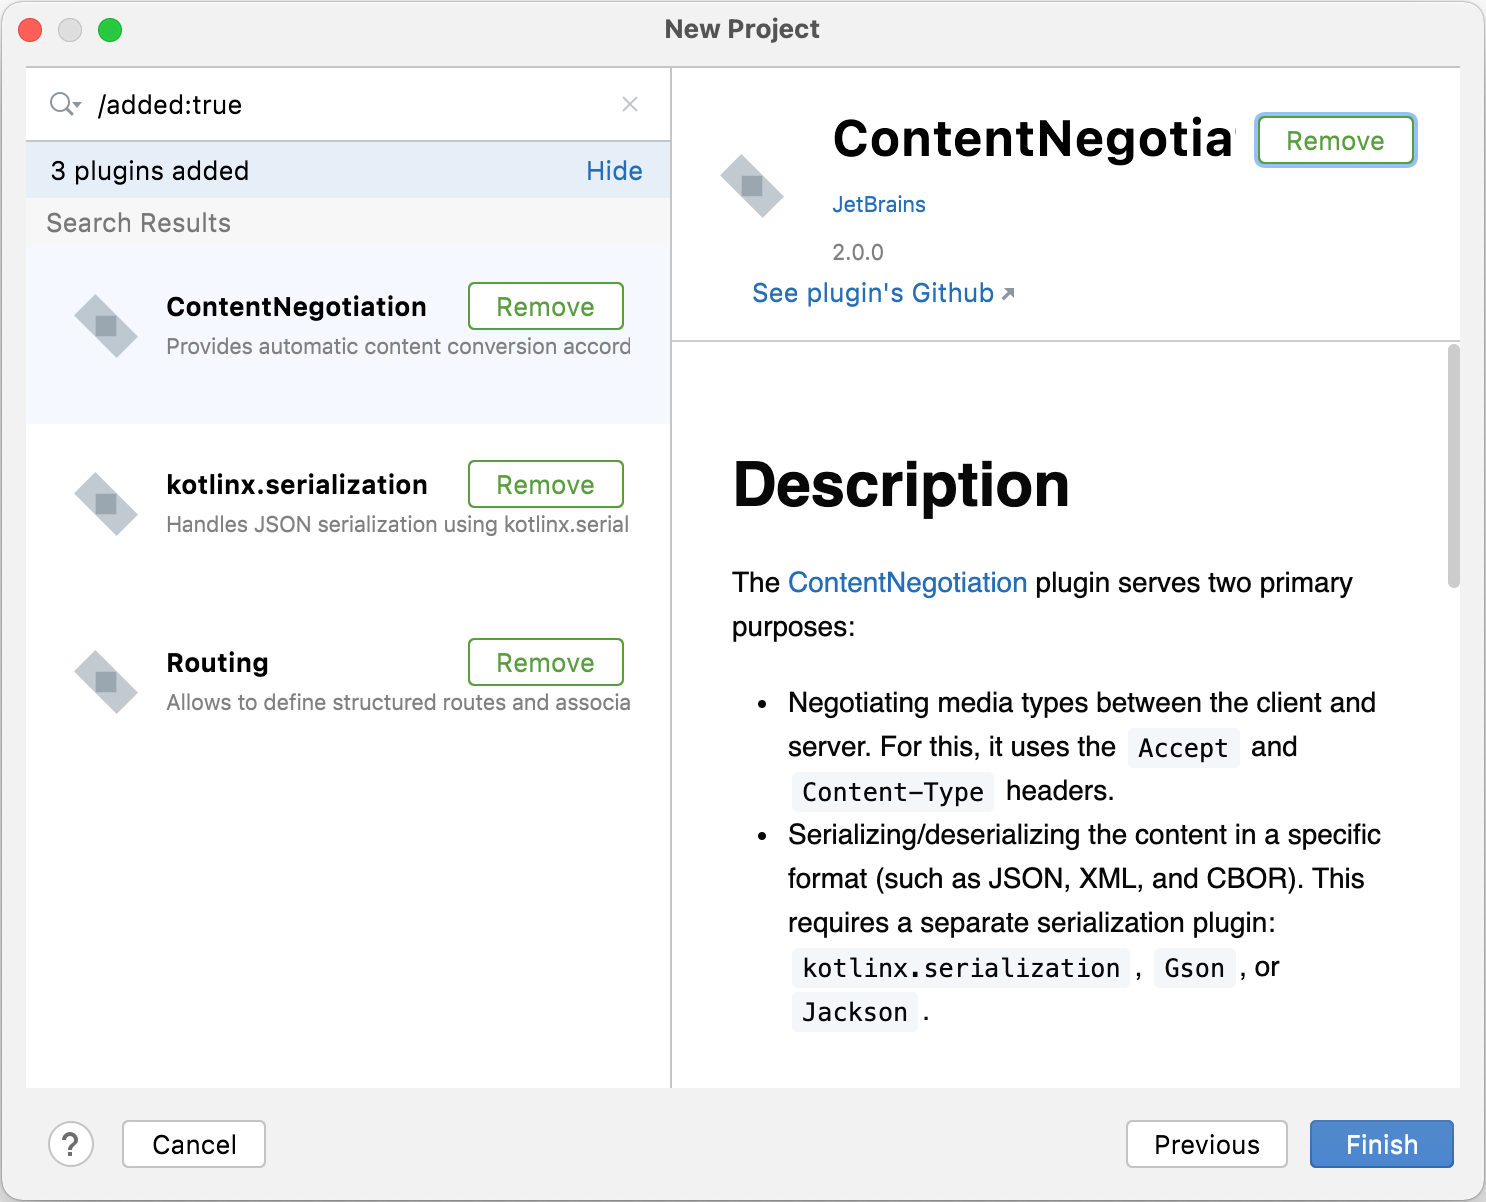 New Project
/added:true
3 plugins added Hide
Search Results
ContentNegotiation Remove
Provides automatic content conversion accord
kotlinx.serialization Remove
Handles JSON serialization using kotlinx.serial
Routing Remove
Allows to define structured routes and associa
ContentNegotia Remove
JetBrains
2.0.0
See plugin's Github
Description
The ContentNegotiation plugin serves two primary
purposes:
• Negotiating media types between the client and
server. For this, it uses the Accept and
Content-Type headers.
• Serializing/deserializing the content in a specific
format (such as JSON, XML, and CBOR). This
requires a separate serialization plugin:
kotlinx.serialization , Gson , or
Jackson .
? Cancel Previous Finish